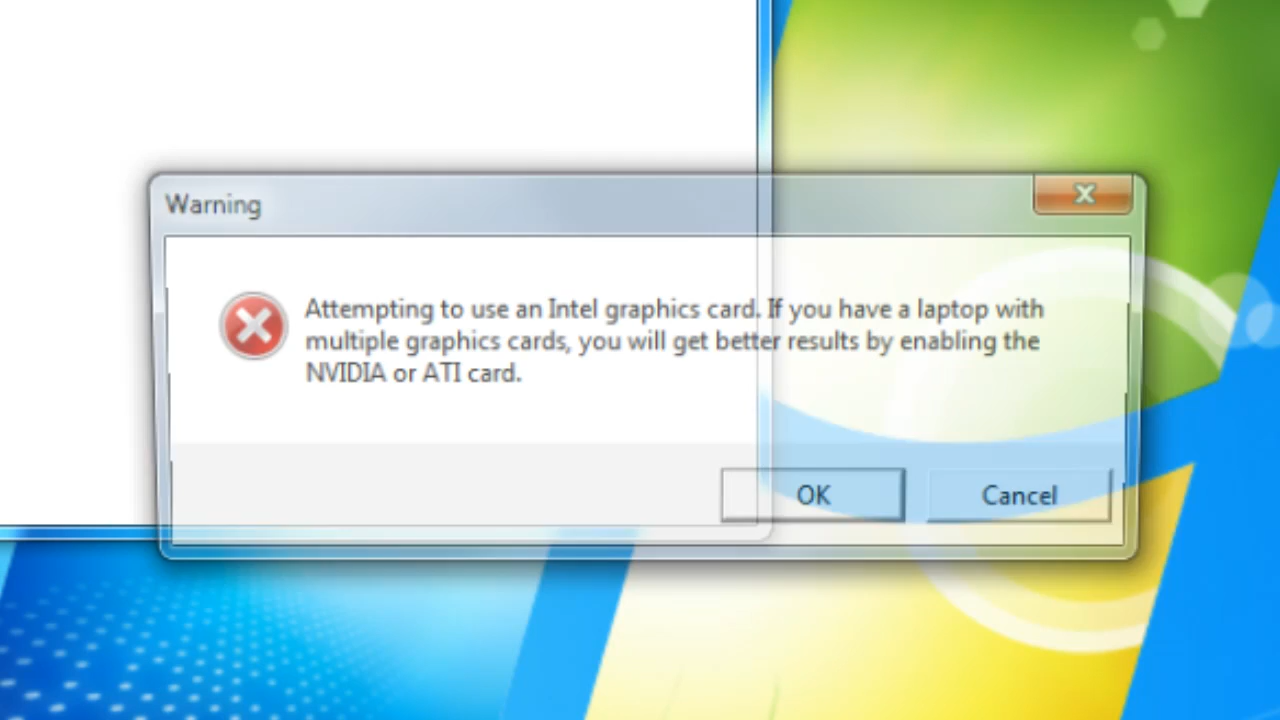 Warning
Attempting to use an Intel graphics card. If you have a laptop with
multiple graphics cards, you will get better results by enabling the
NVIDIA or ATI card.
OK
Cancel